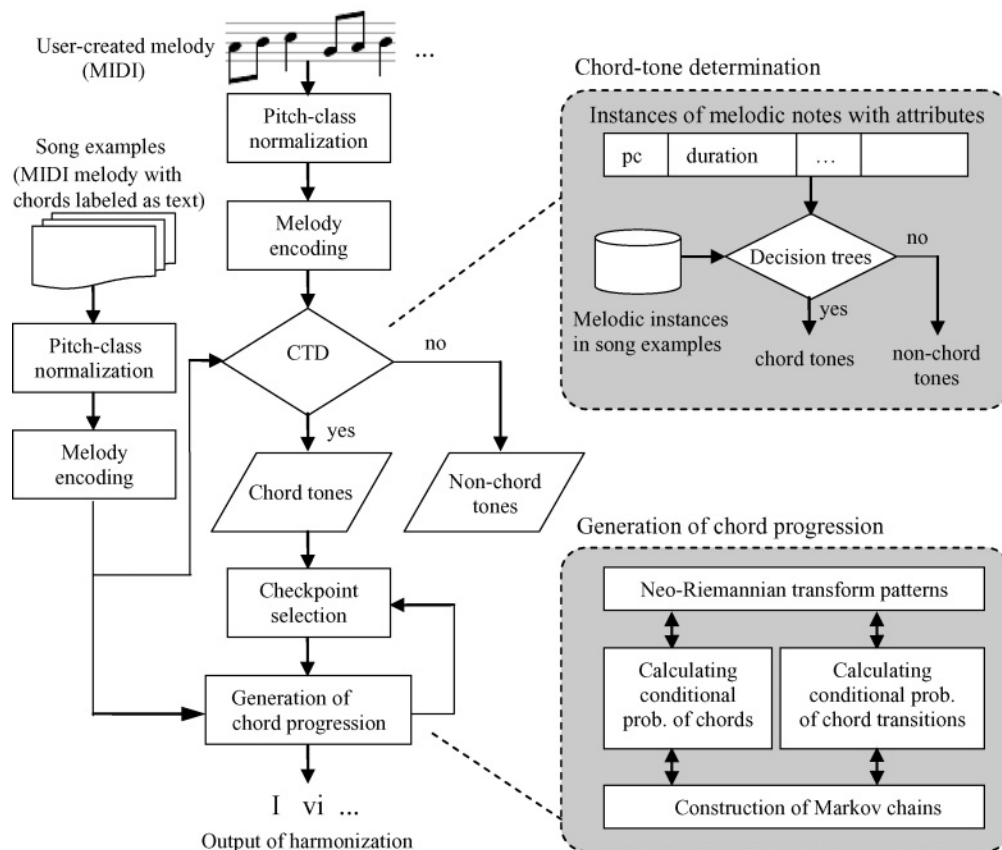 User-created melody
(MIDI)
...
Pitch-class
normalization
Melody
encoding
Song examples
(MIDI melody with
chords labeled as text)
Pitch-class
normalization
Melody
encoding
CTD
no
yes
Chord tones
Non-chord
tones
Checkpoint
selection
Generation of
chord progression
I vi ...
Output of harmonization
Chord-tone determination
Instances of melodic notes with attributes
pc duration ...
Decision trees
no
yes
Melodic instances
in song examples
chord tones
non-chord
tones
Generation of chord progression
Neo-Riemannian transform patterns
Calculating
conditional
prob. of chords
Calculating
conditional prob.
of chord transitions
Construction of Markov chains